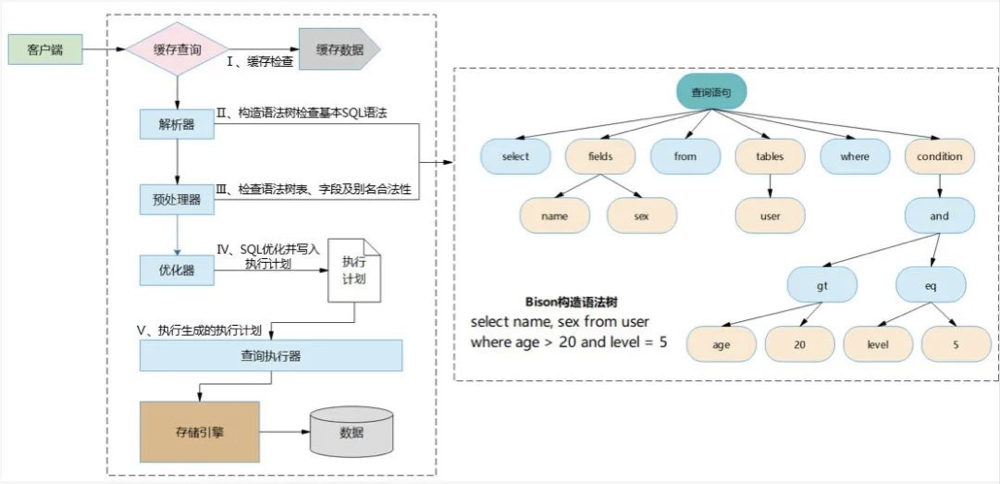 客户端
缓存查询
缓存数据
Ⅰ、缓存检查
解析器
Ⅱ、构造语法树检查基本SQL语法
预处理器
Ⅲ、检查语法树表、字段及别名合法性
优化器
Ⅳ、SQL优化并写入
执行计划
执行
计划
Ⅴ、执行生成的执行计划
查询执行器
存储引擎
数据
查询语句
select
fields
from
tables
where
condition
name
sex
user
and
gt
eq
age
20
level
5
Bison构造语法树
select name, sex from user
where age > 20 and level = 5